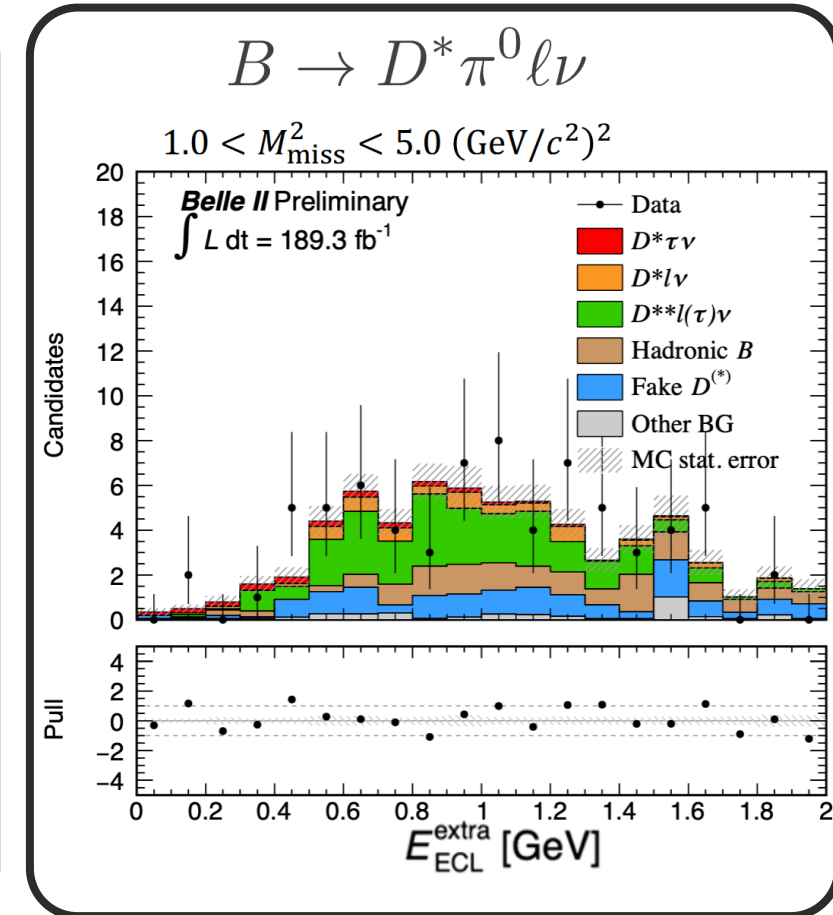 B → D*π⁰ℓν
1.0 < M²miss < 5.0 (GeV/c²)²
Belle II Preliminary
∫ L dt = 189.3 fb⁻¹
Data
D*τν
D*lν
D**l(τ)ν
Hadronic B
Fake D⁽*⁾
Other BG
MC stat. error
Candidates
20
18
16
14
12
10
8
6
4
2
0
Pull
4
2
0
−2
−4
0 0.2 0.4 0.6 0.8 1 1.2 1.4 1.6 1.8 2
E extra ECL [GeV]